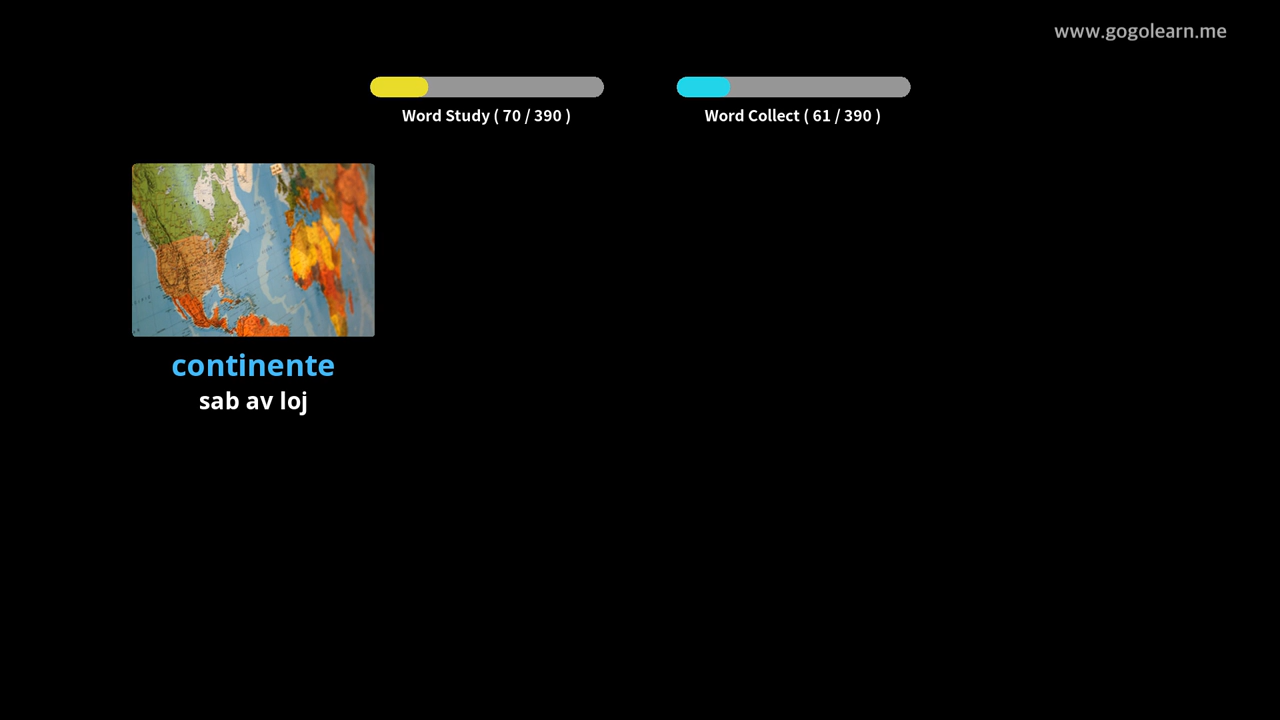 www.gogolearn.me
Word Study ( 70 / 390 )
Word Collect ( 61 / 390 )
continente
sab av loj